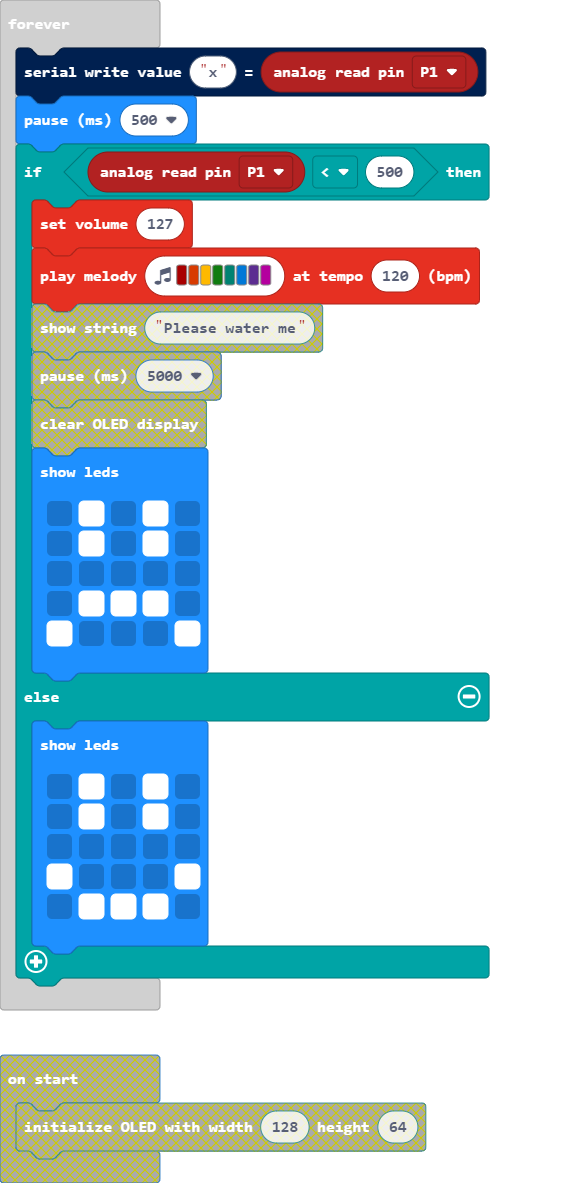 forever
serial write value "x" = analog read pin P1
pause (ms) 500
if analog read pin P1 < 500 then
set volume 127
play melody at tempo 120 (bpm)
show string "Please water me"
pause (ms) 5000
clear OLED display
show leds
else
show leds
on start
initialize OLED with width 128 height 64